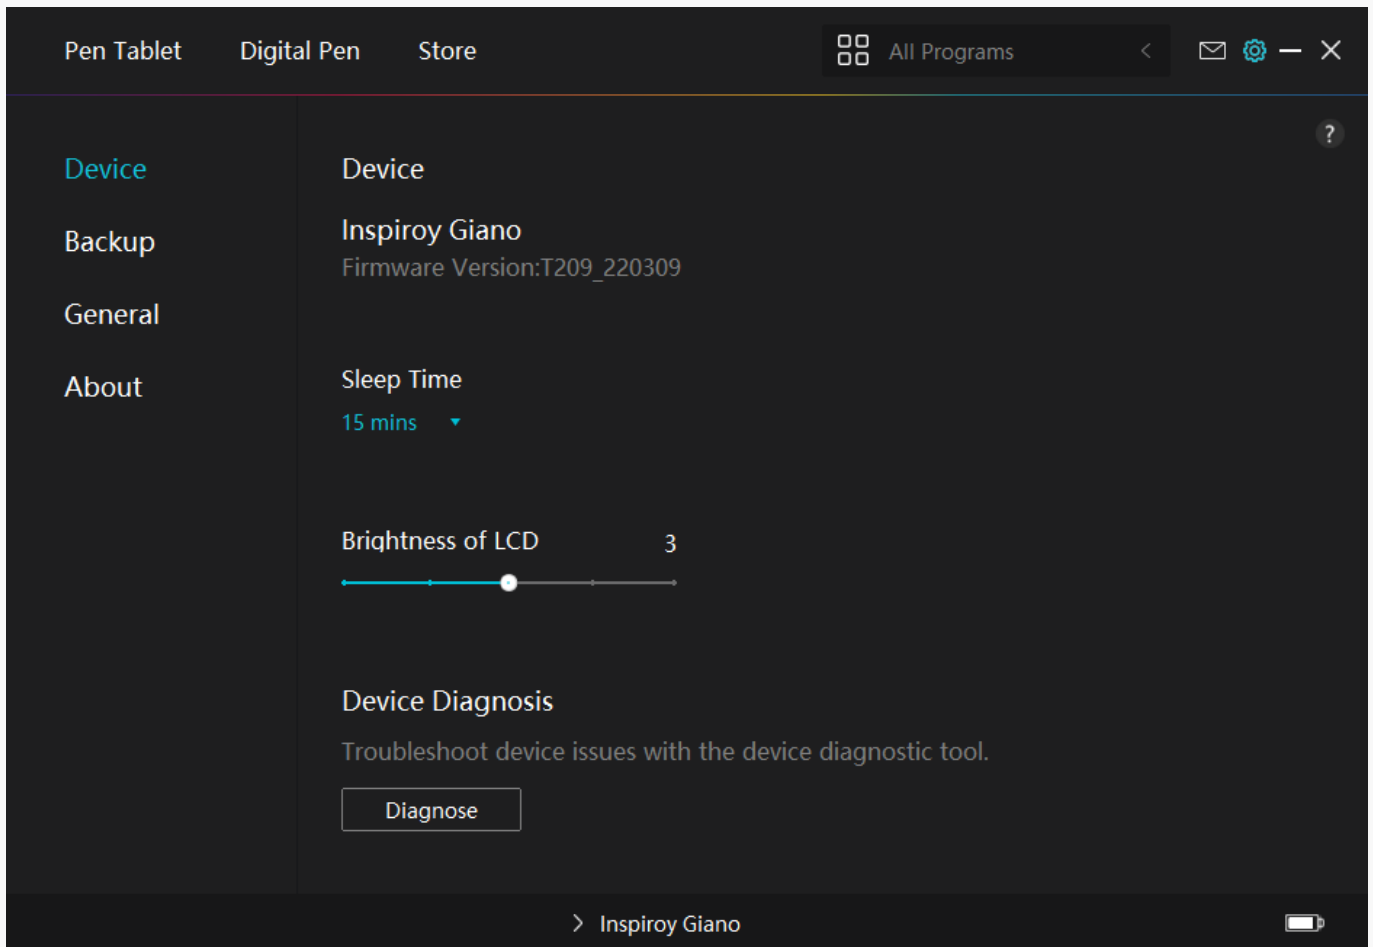 Pen Tablet Digital Pen Store All Programs
?
Device
Backup
General
About
Device
Inspiroy Giano
Firmware Version:T209_220309
Sleep Time
15 mins
Brightness of LCD 3
Device Diagnosis
Troubleshoot device issues with the device diagnostic tool.
Diagnose
Inspiroy Giano